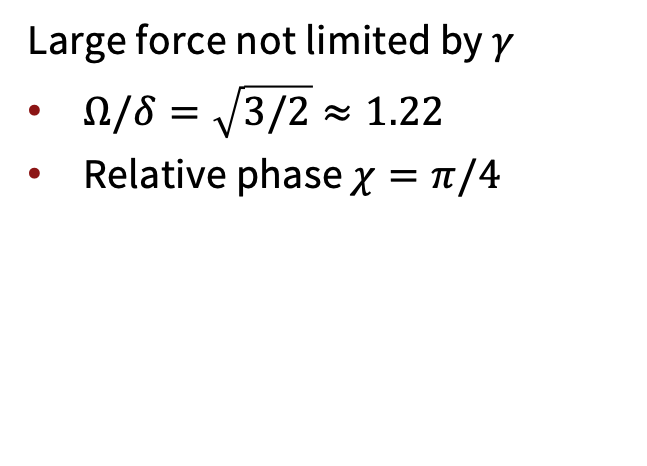 Large force not limited by γ
• Ω/δ = √3/2 ≈ 1.22
• Relative phase χ = π/4